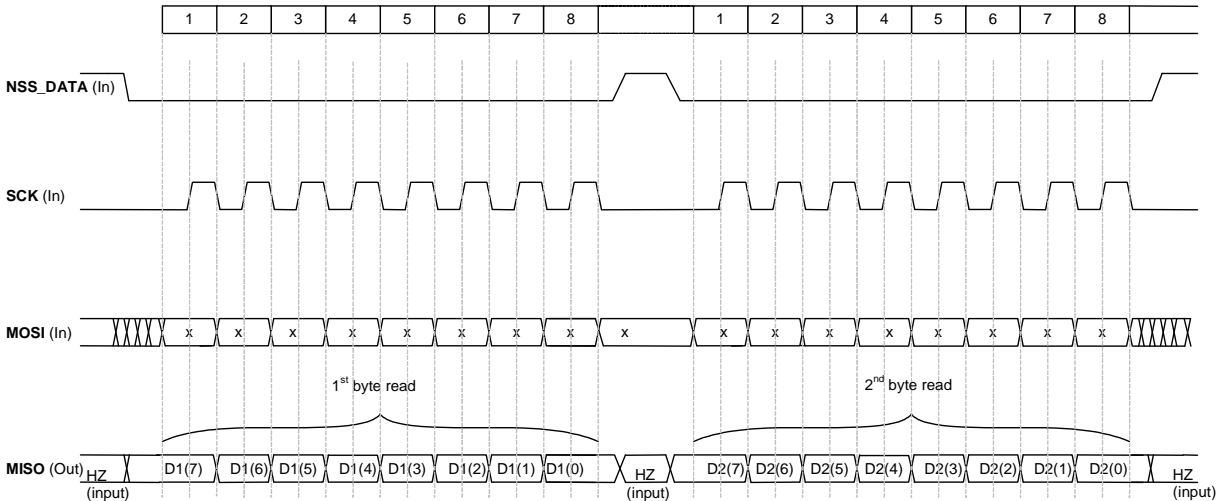 1 2 3 4 5 6 7 8 1 2 3 4 5 6 7 8
NSS_DATA (In)
SCK (In)
MOSI (In) x x x x x x x x x x x x x x x x x
1st byte read 2nd byte read
MISO (Out) HZ D1(7) D1(6) D1(5) D1(4) D1(3) D1(2) D1(1) D1(0) HZ D2(7) D2(6) D2(5) D2(4) D2(3) D2(2) D2(1) D2(0) HZ
(input) (input) (input)